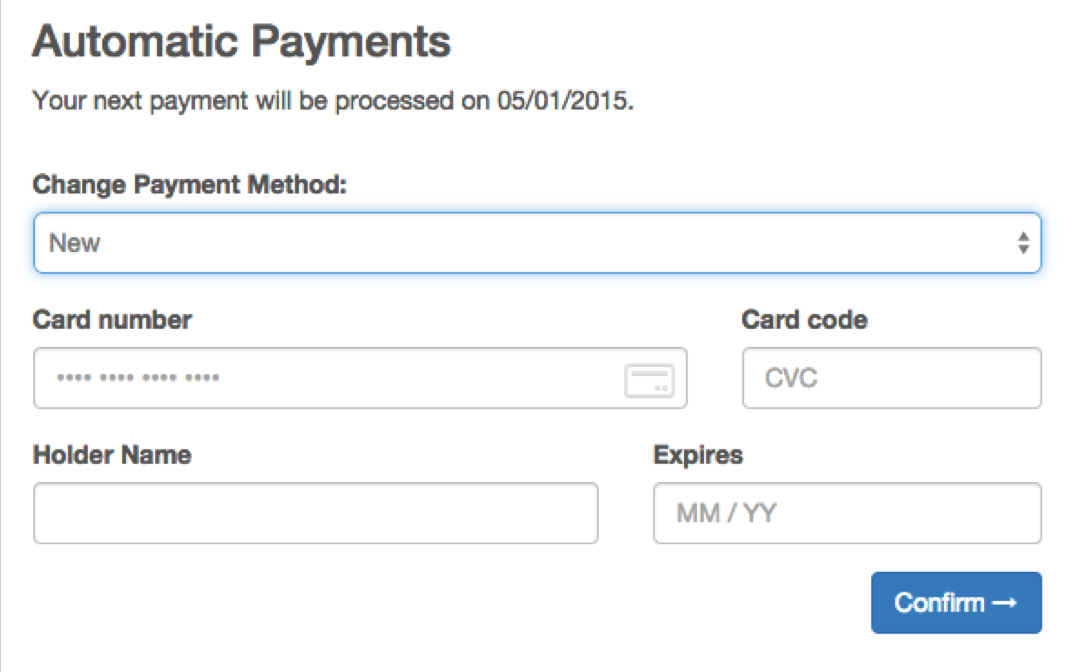 Automatic Payments
Your next payment will be processed on 05/01/2015.
Change Payment Method:
New
Card number Card code
•••• •••• •••• •••• CVC
Holder Name Expires
MM / YY
Confirm →